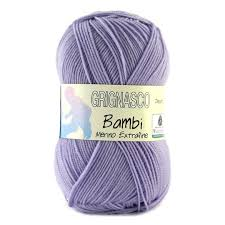 GRIGNASCO
Bambi
Merino Extrafine